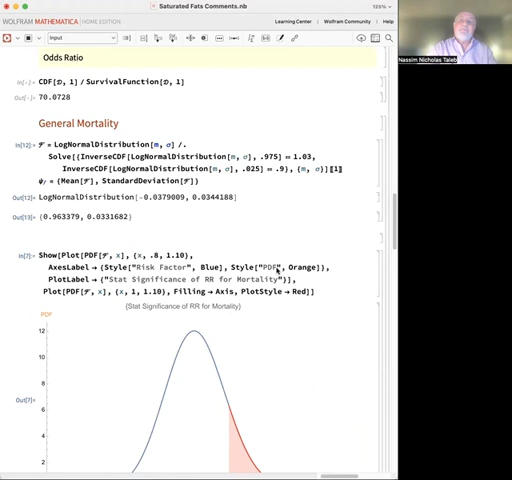 Saturated Fats Comments.nb
125%
WOLFRAM MATHEMATICA | HOME EDITION
Learning Center | Wolfram Community | Help
Input
Nassim Nicholas Taleb
Odds Ratio
In[-]= CDF[𝒟, 1] / SurvivalFunction[𝒟, 1]
Out[-]= 70.0728
General Mortality
In[12]:= ℱ = LogNormalDistribution[m, σ] /.
Solve[{InverseCDF[LogNormalDistribution[m, σ], .975] == 1.03,
InverseCDF[LogNormalDistribution[m, σ], .025] == .9}, {m, σ}][[1]]
ψf = {Mean[ℱ], StandardDeviation[ℱ]}
Out[12]= LogNormalDistribution[-0.0379009, 0.0344188]
Out[13]= {0.963379, 0.0331682}
In[7]:= Show[Plot[PDF[ℱ, x], {x, .8, 1.10},
AxesLabel → {Style["Risk Factor", Blue], Style["PDF", Orange]},
PlotLabel → {"Stat Significance of RR for Mortality"}],
Plot[PDF[ℱ, x], {x, 1, 1.10}, Filling → Axis, PlotStyle → Red]]
{Stat Significance of RR for Mortality}
PDF
12
10
8
Out[7]=
6
4
2